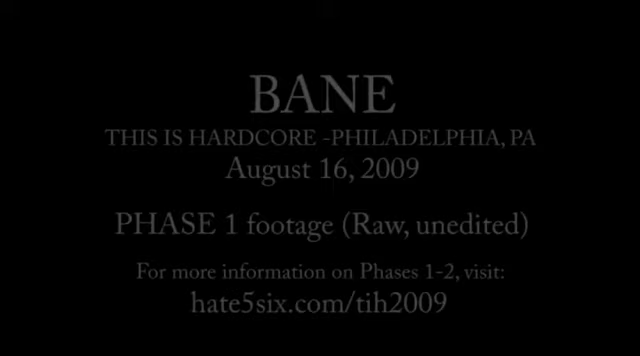 BANE
THIS IS HARDCORE -PHILADELPHIA, PA
August 16, 2009
PHASE 1 footage (Raw, unedited)
For more information on Phases 1-2, visit:
hate5six.com/tih2009